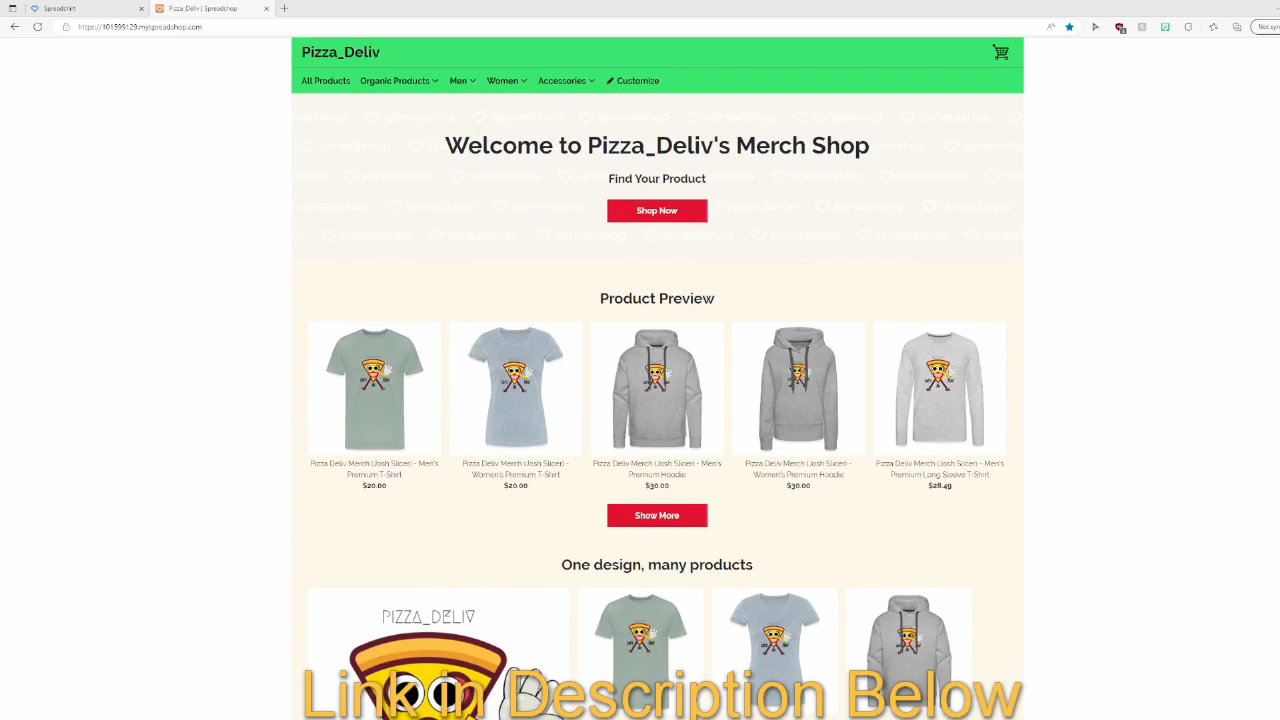 Spreadshirt
Pizza_Deliv | Spreadshop
https://101599129.myspreadshop.com
Not syn
Pizza_Deliv
All Products Organic Products Men Women Accessories Customize
Welcome to Pizza_Deliv's Merch Shop
Find Your Product
Shop Now
Product Preview
Pizza Deliv Merch (Josh Slicer) - Men's
Premium T-Shirt
$20.00
Pizza Deliv Merch (Josh Slicer) -
Women's Premium T-Shirt
$20.00
Pizza Deliv Merch (Josh Slicer) - Men's
Premium Hoodie
$30.00
Pizza Deliv Merch (Josh Slicer) -
Women's Premium Hoodie
$30.00
Pizza Deliv Merch (Josh Slicer) - Men's
Premium Long Sleeve T-Shirt
$28.49
Show More
One design, many products
PIZZA_DELIV
Link in Description Below